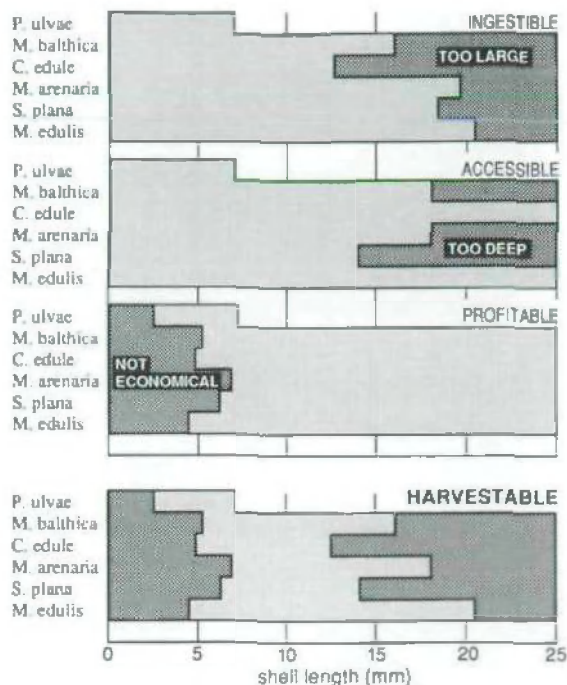 INGESTIBLE
P. ulvae
M. balthica
C. edule
M. arenaria
S. plana
M. edulis
TOO LARGE
ACCESSIBLE
P. ulvae
M. balthica
C. edule
M. arenaria
S. plana
M. edulis
TOO DEEP
PROFITABLE
P. ulvae
M. balthica
C. edule
M. arenaria
S. plana
M. edulis
NOT
ECONOMICAL
HARVESTABLE
P. ulvae
M. balthica
C. edule
M. arenaria
S. plana
M. edulis
0 5 10 15 20 25
shell length (mm)